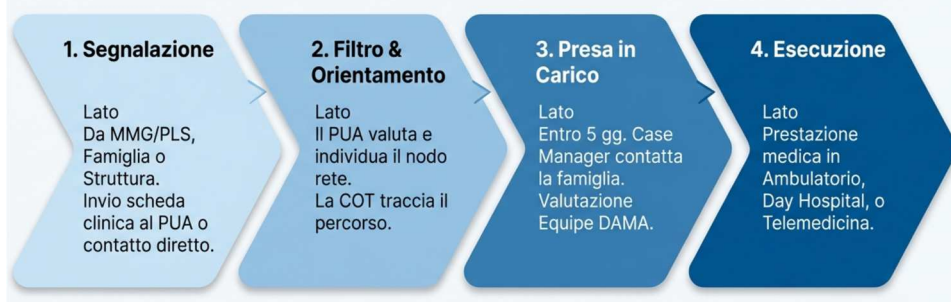 1. Segnalazione
Lato
Da MMG/PLS,
Famiglia o
Struttura.
Invio scheda
clinica al PUA o
contatto diretto.
2. Filtro &
Orientamento
Lato
Il PUA valuta e
individua il nodo
rete.
La COT traccia il
percorso.
3. Presa in
Carico
Lato
Entro 5 gg. Case
Manager contatta
la famiglia.
Valutazione
Equipe DAMA.
4. Esecuzione
Lato
Prestazione
medica in
Ambulatorio,
Day Hospital, o
Telemedicina.